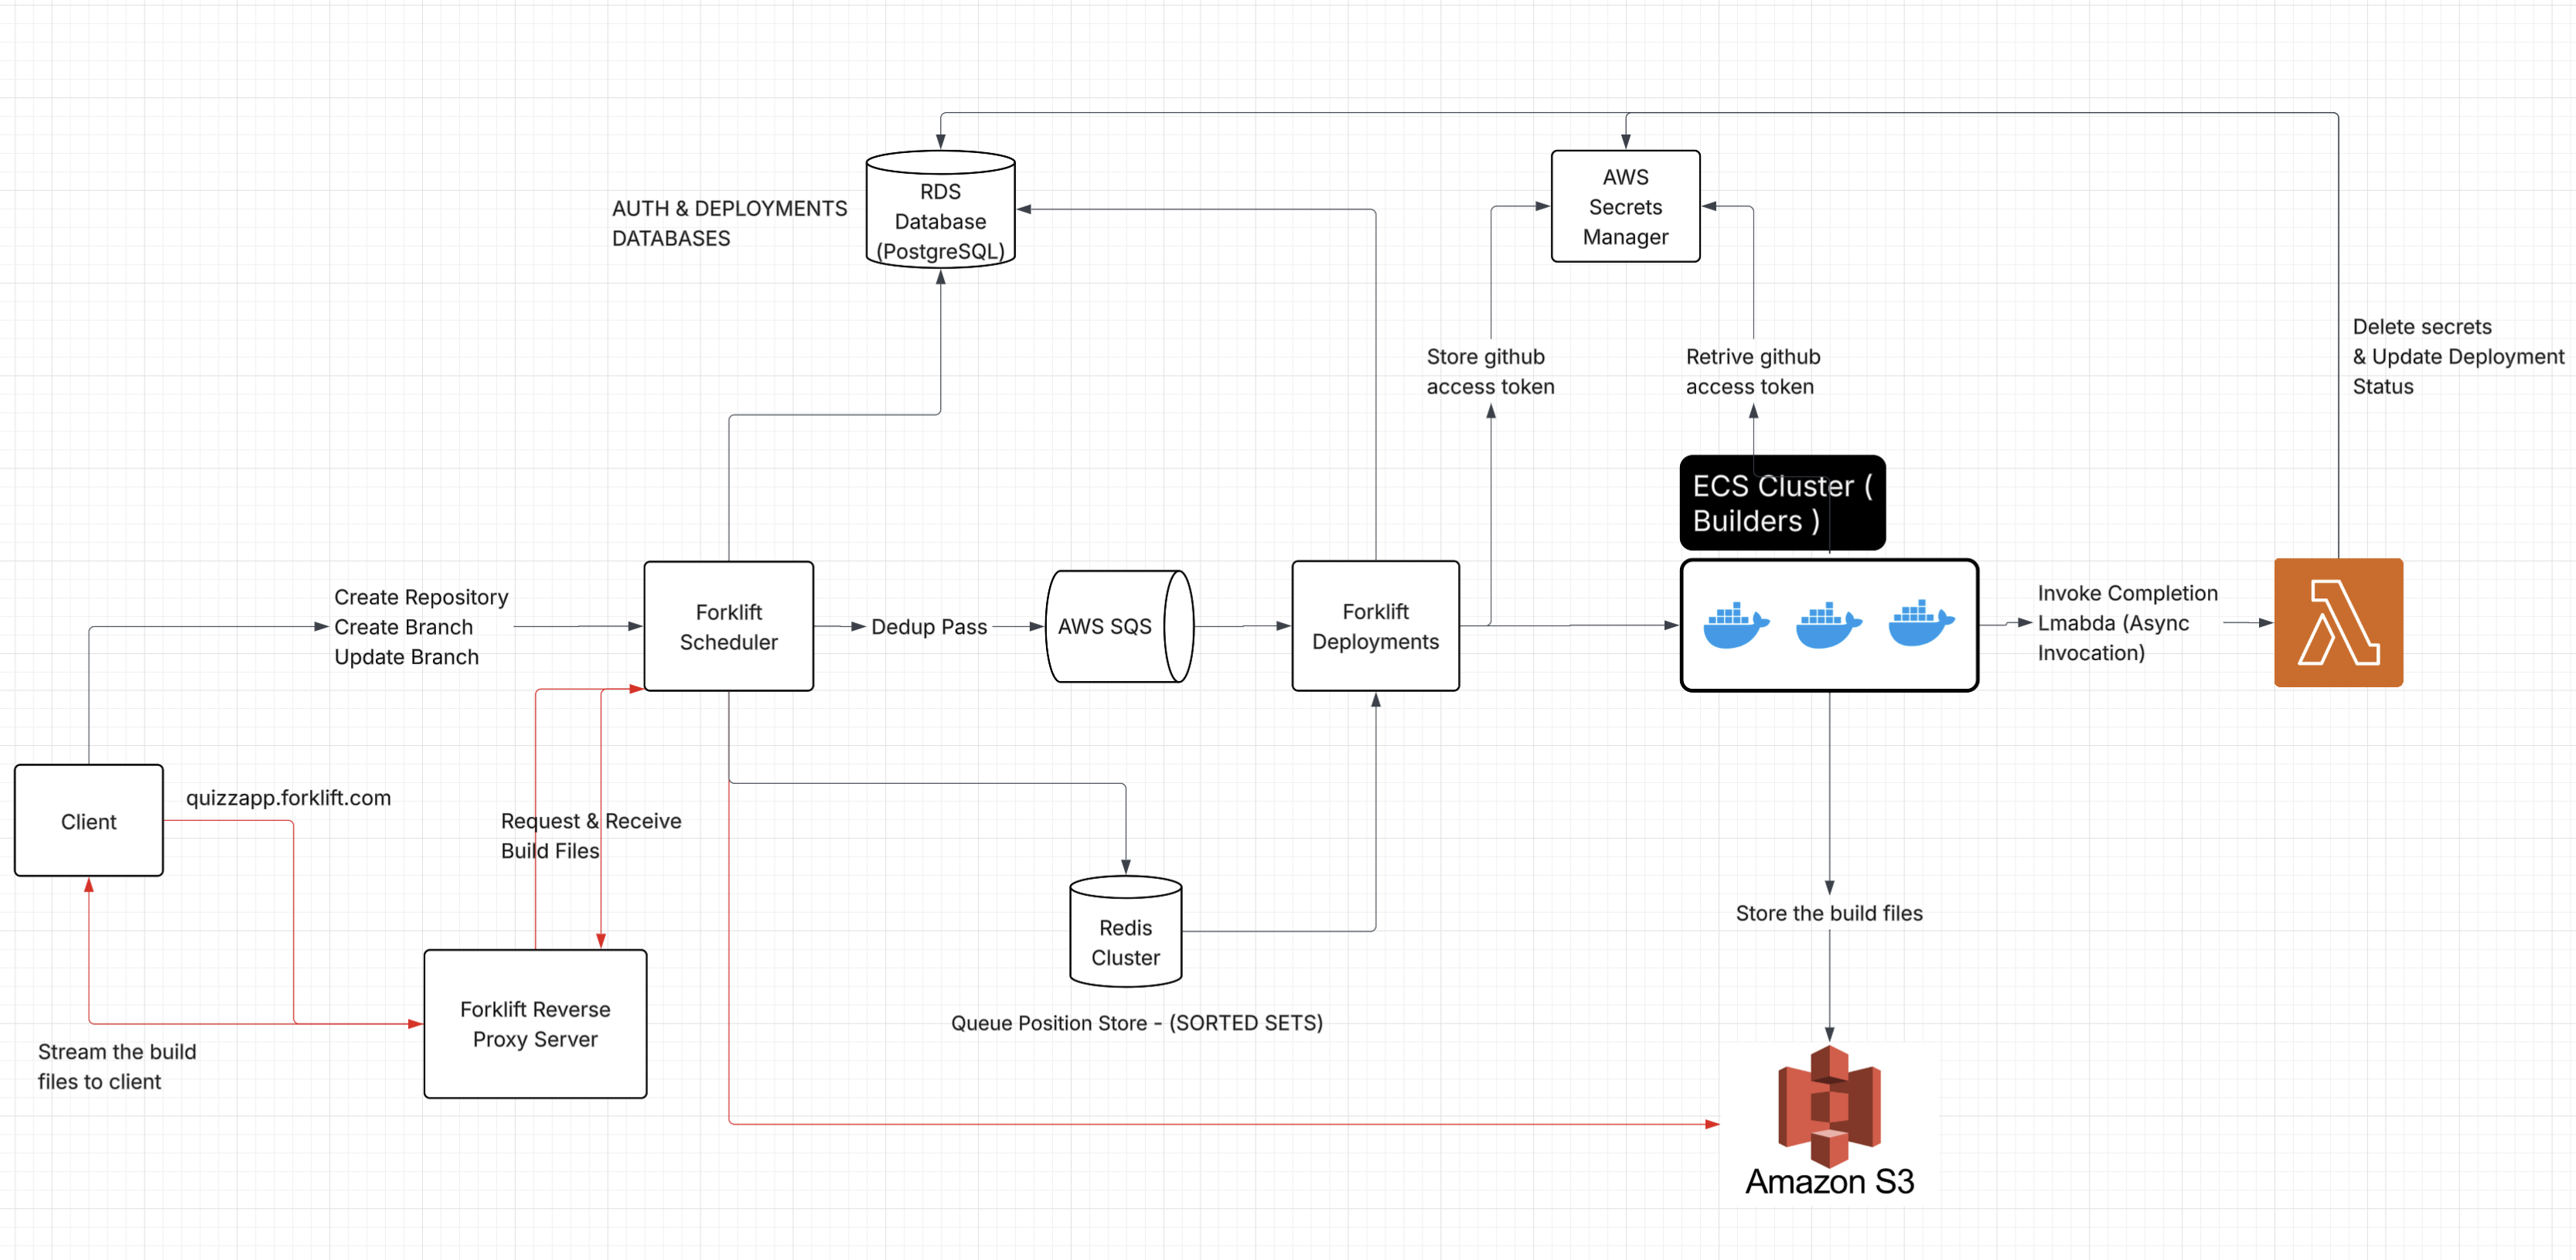 RDS
Database
(PostgreSQL)
AUTH & DEPLOYMENTS
DATABASES
AWS
Secrets
Manager
Store github
access token
Retrive github
access token
Delete secrets
& Update Deployment
Status
ECS Cluster (
Builders )
Create Repository
Create Branch
Update Branch
Forklift
Scheduler
Dedup Pass
AWS SQS
Forklift
Deployments
Invoke Completion
Lmabda (Async
Invocation)
Client
quizzapp.forklift.com
Request & Receive
Build Files
Redis
Cluster
Store the build files
Forklift Reverse
Proxy Server
Queue Position Store - (SORTED SETS)
Stream the build
files to client
Amazon S3